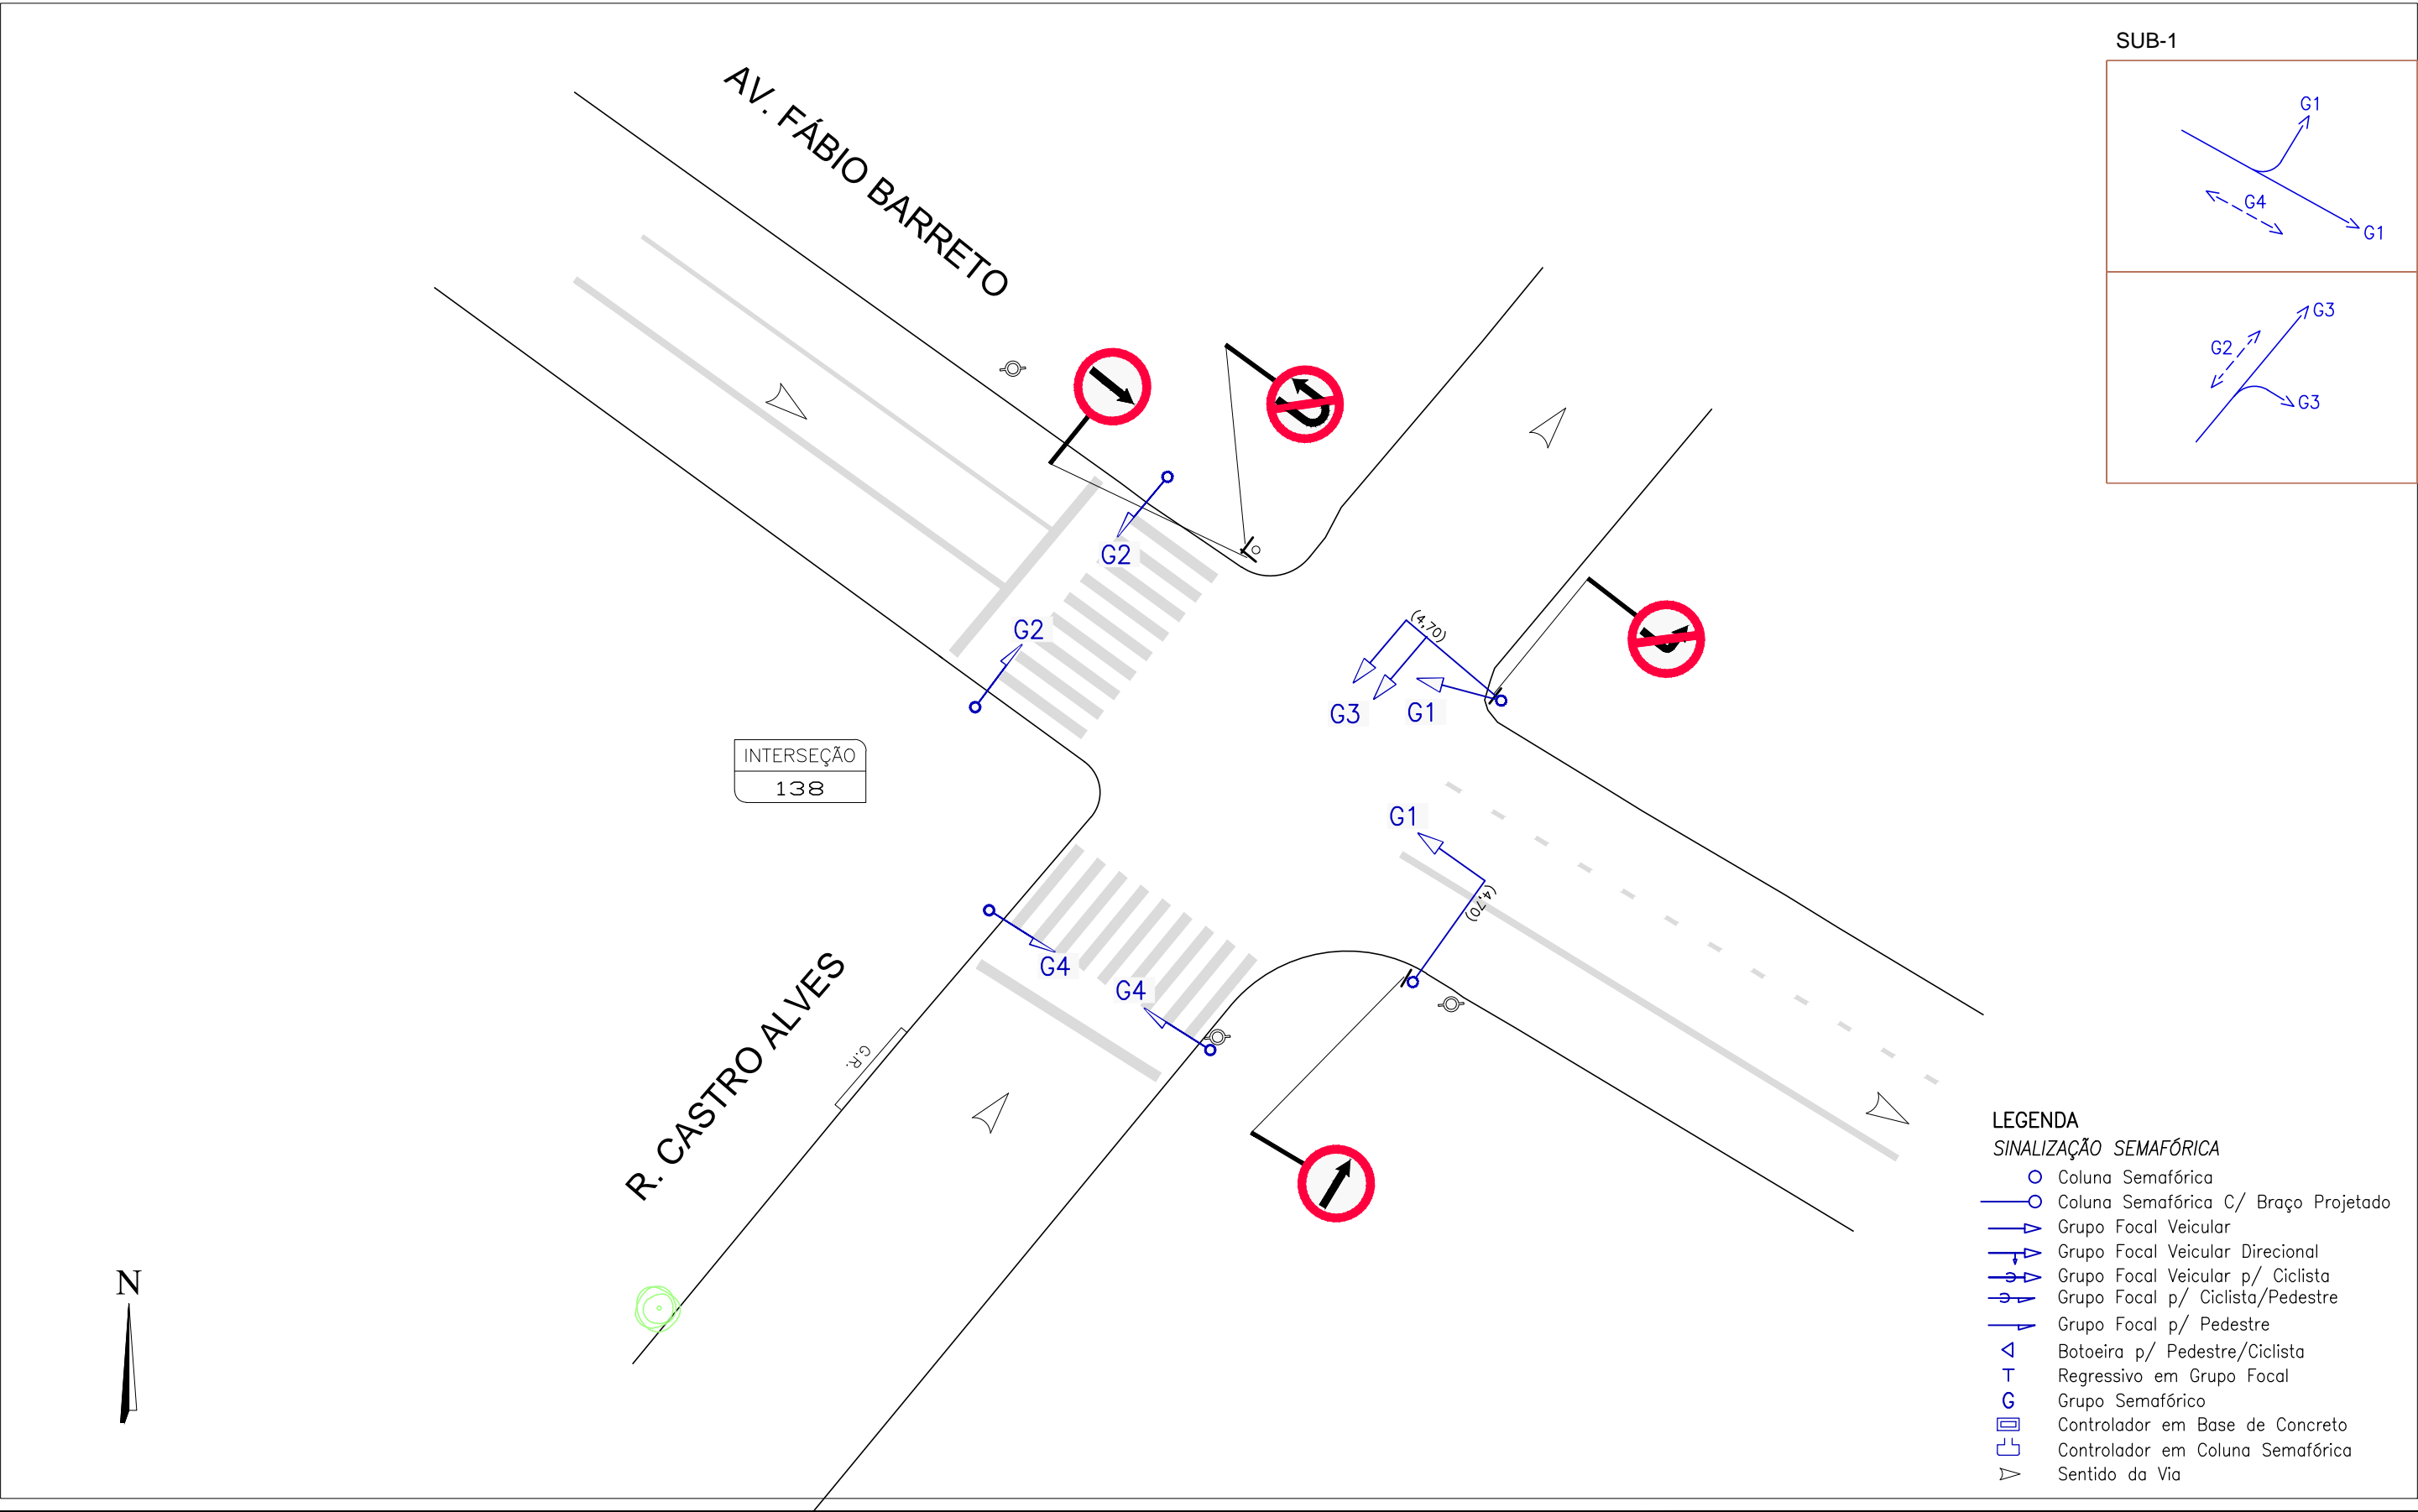 SUB-1
G1
G4
G1
G3
G2
G3
AV. FÁBIO BARRETO
G2
G2
(4,70)
G3
G1
INTERSEÇÃO
138
G1
(4,70)
G4
G4
R. CASTRO ALVES
G.R.
N
LEGENDA
SINALIZAÇÃO SEMAFÓRICA
Coluna Semafórica
Coluna Semafórica C/ Braço Projetado
Grupo Focal Veicular
Grupo Focal Veicular Direcional
Grupo Focal Veicular p/ Ciclista
Grupo Focal p/ Ciclista/Pedestre
Grupo Focal p/ Pedestre
Botoeira p/ Pedestre/Ciclista
T Regressivo em Grupo Focal
G Grupo Semafórico
Controlador em Base de Concreto
Controlador em Coluna Semafórica
Sentido da Via